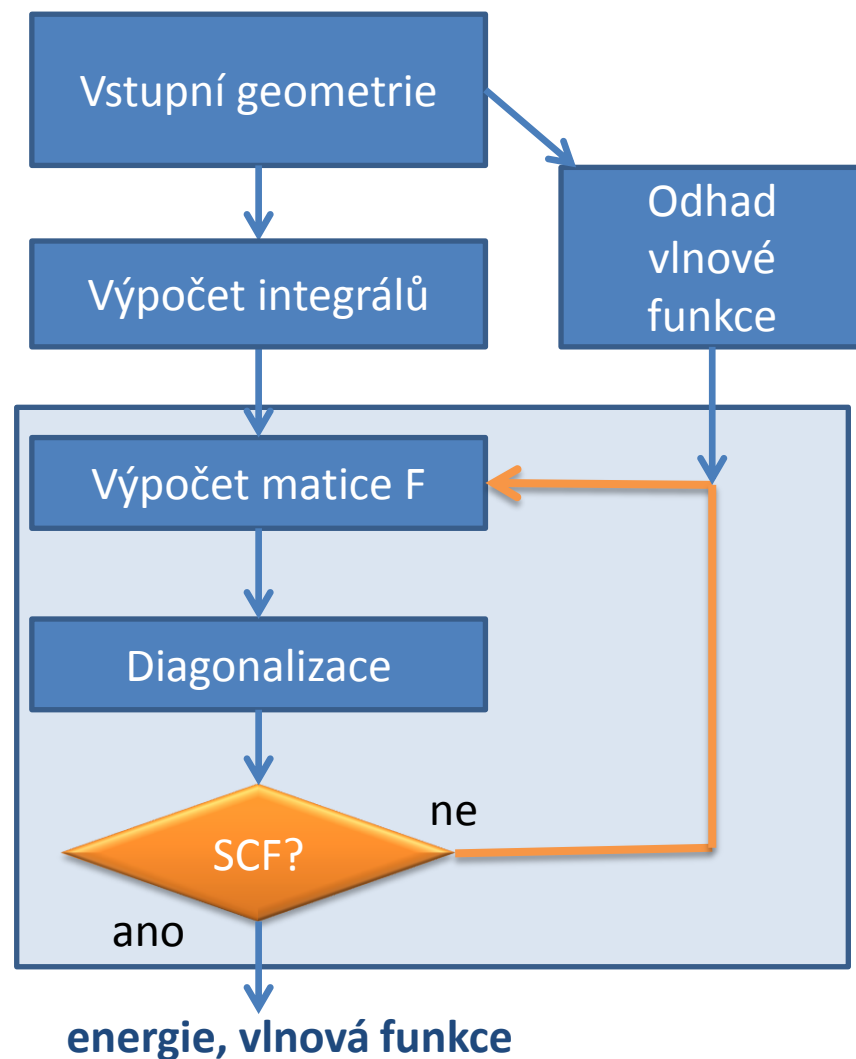 Vstupní geometrie
Odhad
vlnové
funkce
Výpočet integrálů
Výpočet matice F
Diagonalizace
ne
SCF?
ano
energie, vlnová funkce